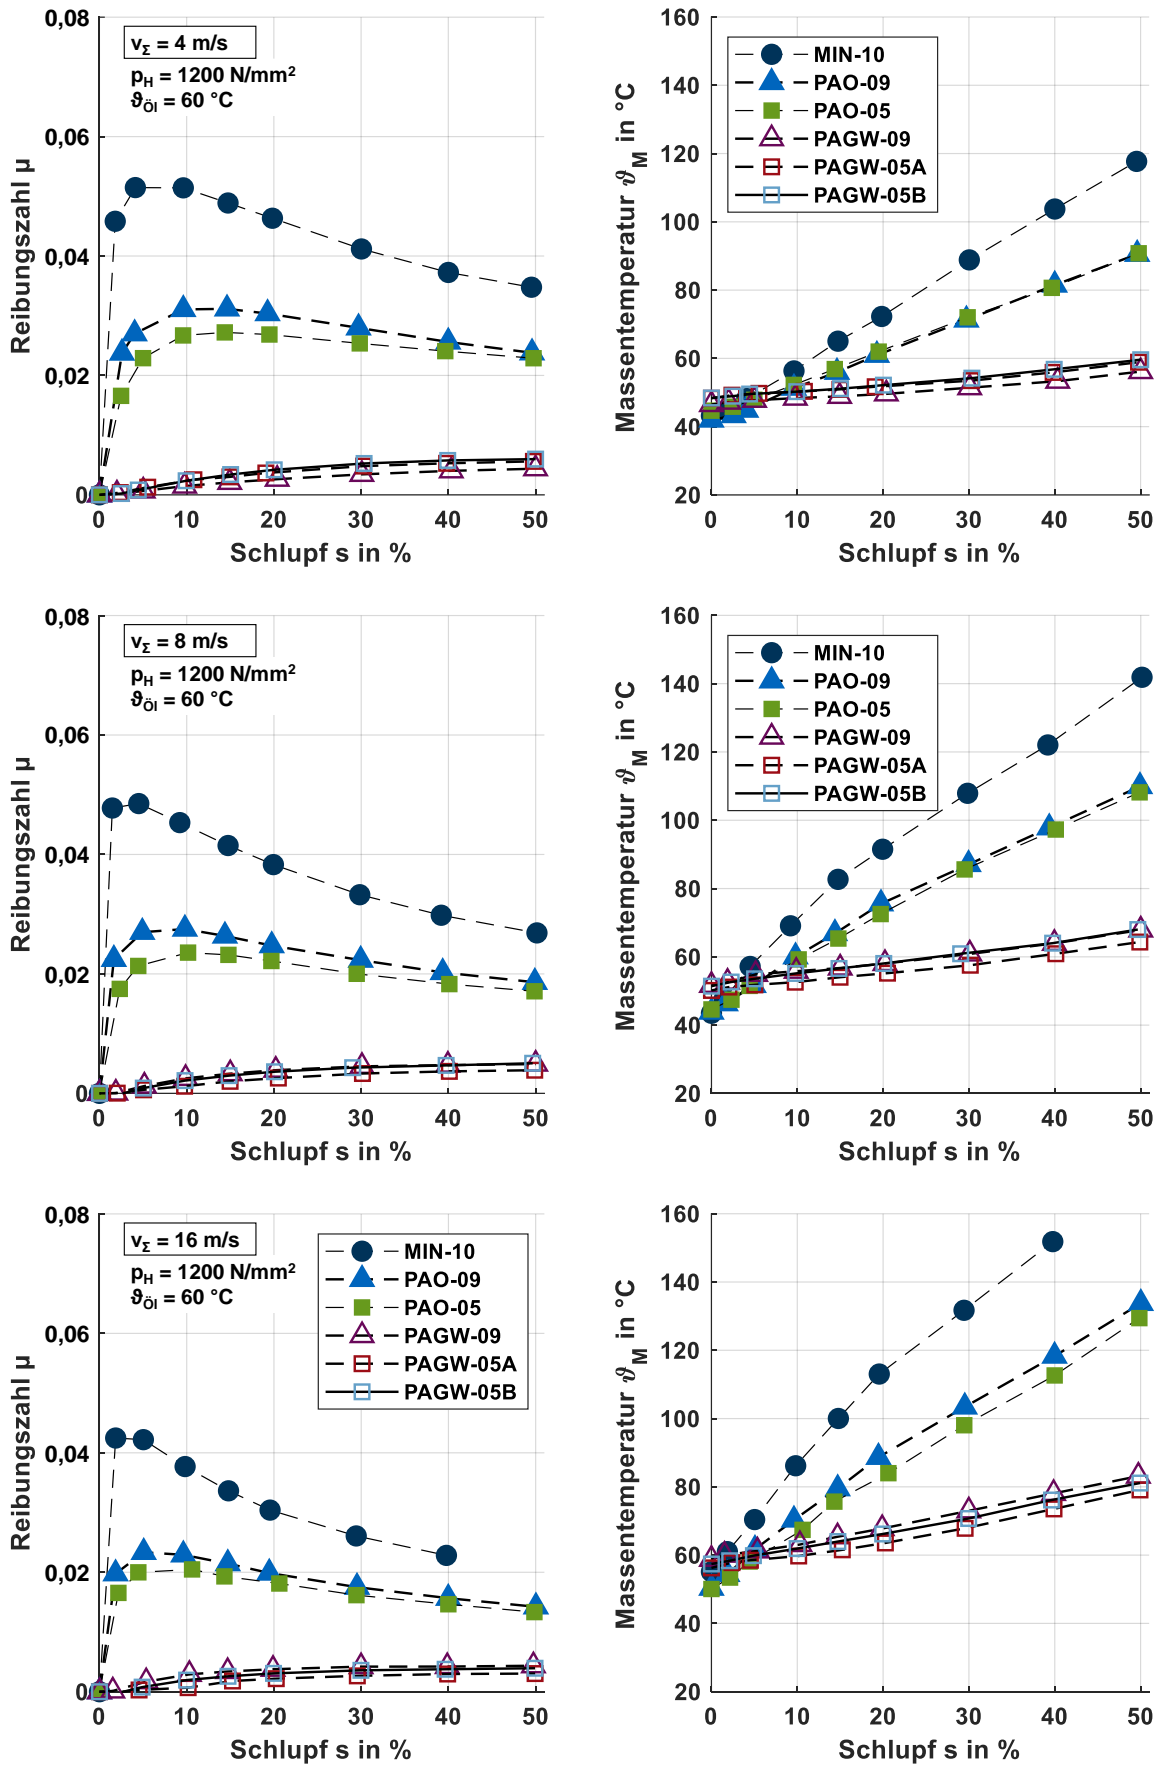 0,08
0,06
0,04
0,02
0
Reibungszahl μ
v_Σ = 4 m/s
p_H = 1200 N/mm²
ϑ_Öl = 60 °C
0 10 20 30 40 50
Schlupf s in %
160
140
120
100
80
60
40
20
Massentemperatur ϑ_M in °C
MIN-10
PAO-09
PAO-05
PAGW-09
PAGW-05A
PAGW-05B
0 10 20 30 40 50
Schlupf s in %
0,08
0,06
0,04
0,02
0
Reibungszahl μ
v_Σ = 8 m/s
p_H = 1200 N/mm²
ϑ_Öl = 60 °C
0 10 20 30 40 50
Schlupf s in %
160
140
120
100
80
60
40
20
Massentemperatur ϑ_M in °C
MIN-10
PAO-09
PAO-05
PAGW-09
PAGW-05A
PAGW-05B
0 10 20 30 40 50
Schlupf s in %
0,08
0,06
0,04
0,02
0
Reibungszahl μ
v_Σ = 16 m/s
p_H = 1200 N/mm²
ϑ_Öl = 60 °C
MIN-10
PAO-09
PAO-05
PAGW-09
PAGW-05A
PAGW-05B
0 10 20 30 40 50
Schlupf s in %
160
140
120
100
80
60
40
20
Massentemperatur ϑ_M in °C
0 10 20 30 40 50
Schlupf s in %